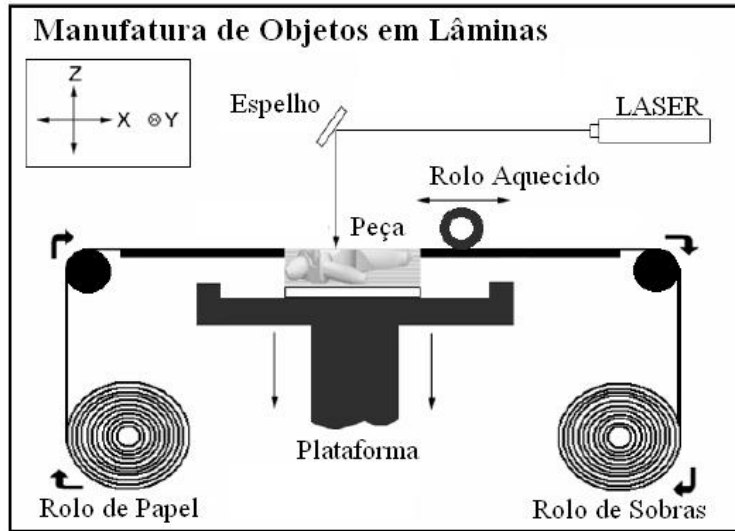 Manufatura de Objetos em Lâminas
Z
X
Y
Espelho
LASER
Rolo Aquecido
Peça
Plataforma
Rolo de Papel
Rolo de Sobras